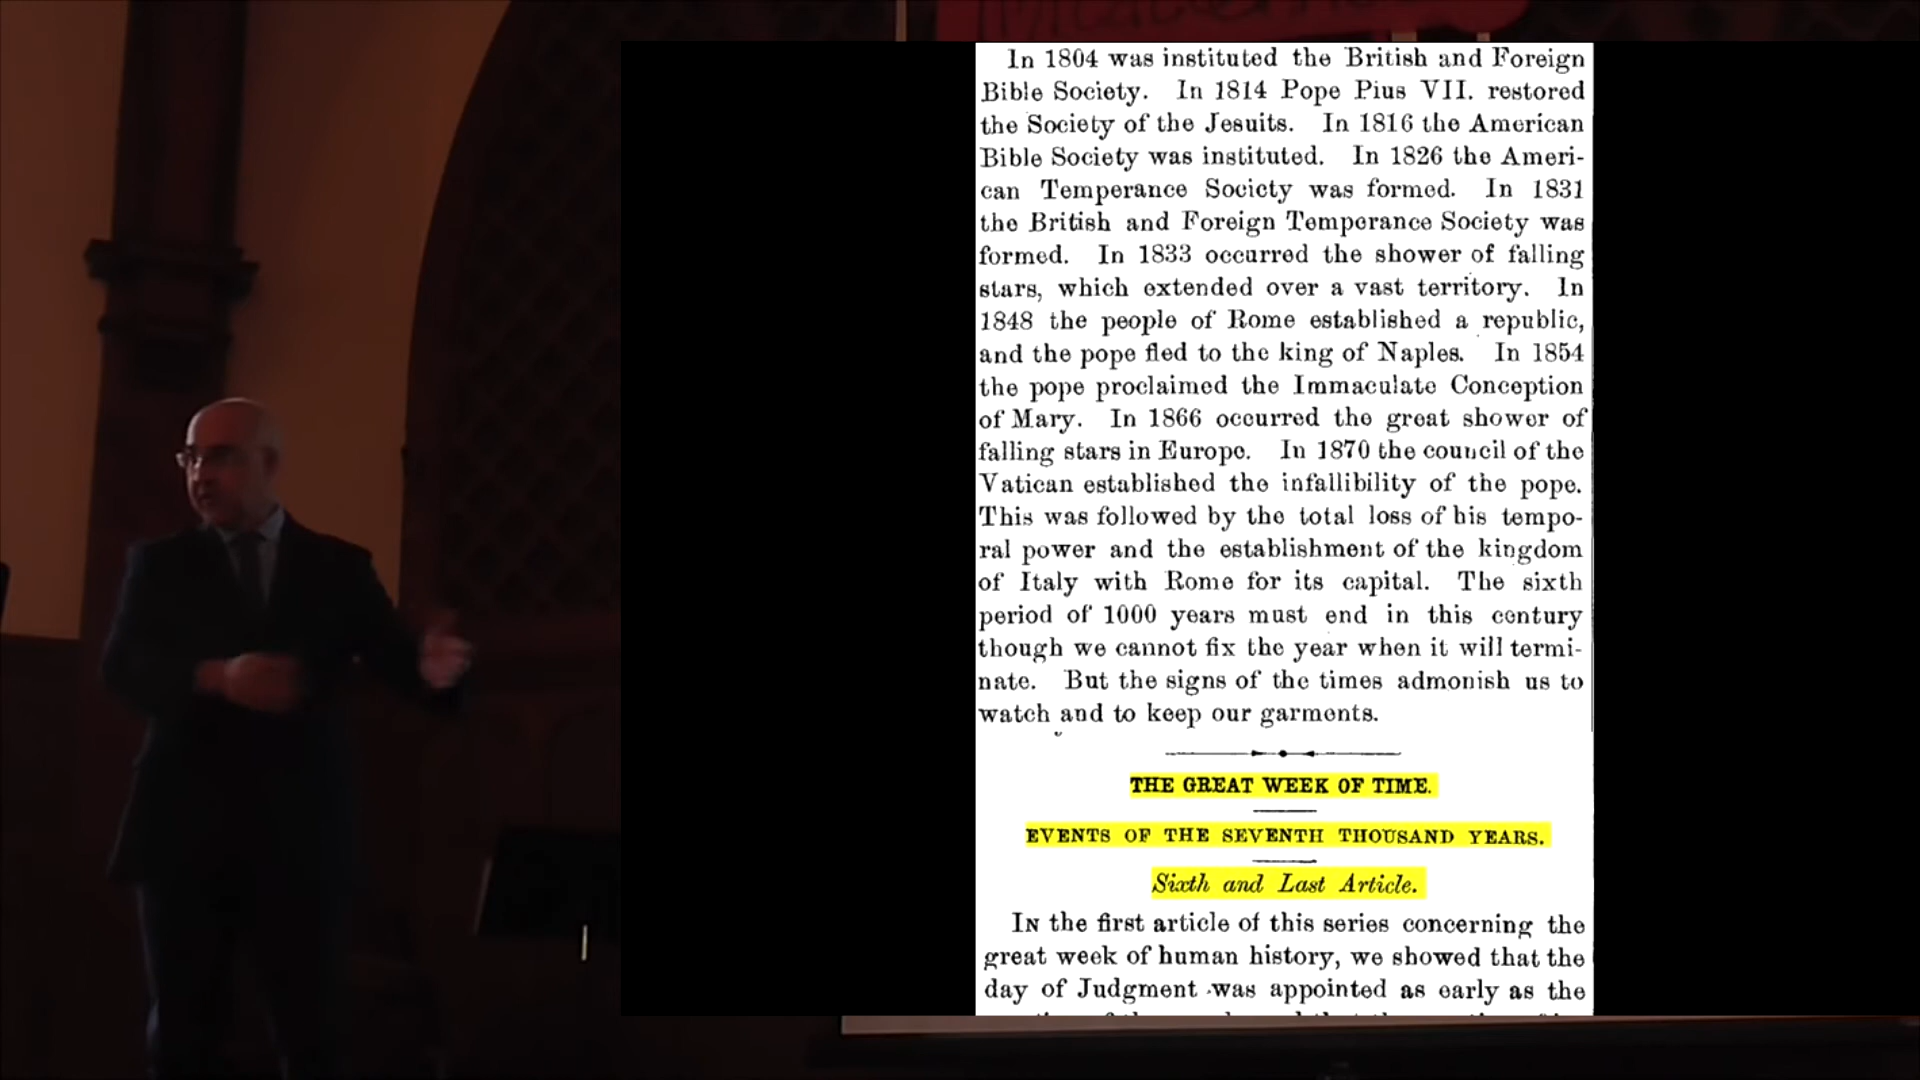 In 1804 was instituted the British and Foreign
Bible Society. In 1814 Pope Pius VII. restored
the Society of the Jesuits. In 1816 the American
Bible Society was instituted. In 1826 the Ameri-
can Temperance Society was formed. In 1831
the British and Foreign Temperance Society was
formed. In 1833 occurred the shower of falling
stars, which extended over a vast territory. In
1848 the people of Rome established a republic,
and the pope fled to the king of Naples. In 1854
the pope proclaimed the Immaculate Conception
of Mary. In 1866 occurred the great shower of
falling stars in Europe. In 1870 the council of the
Vatican established the infallibility of the pope.
This was followed by the total loss of his tempo-
ral power and the establishment of the kingdom
of Italy with Rome for its capital. The sixth
period of 1000 years must end in this century
though we cannot fix the year when it will termi-
nate. But the signs of the times admonish us to
watch and to keep our garments.
THE GREAT WEEK OF TIME.
EVENTS OF THE SEVENTH THOUSAND YEARS.
Sixth and Last Article.
IN the first article of this series concerning the
great week of human history, we showed that the
day of Judgment was appointed as early as the